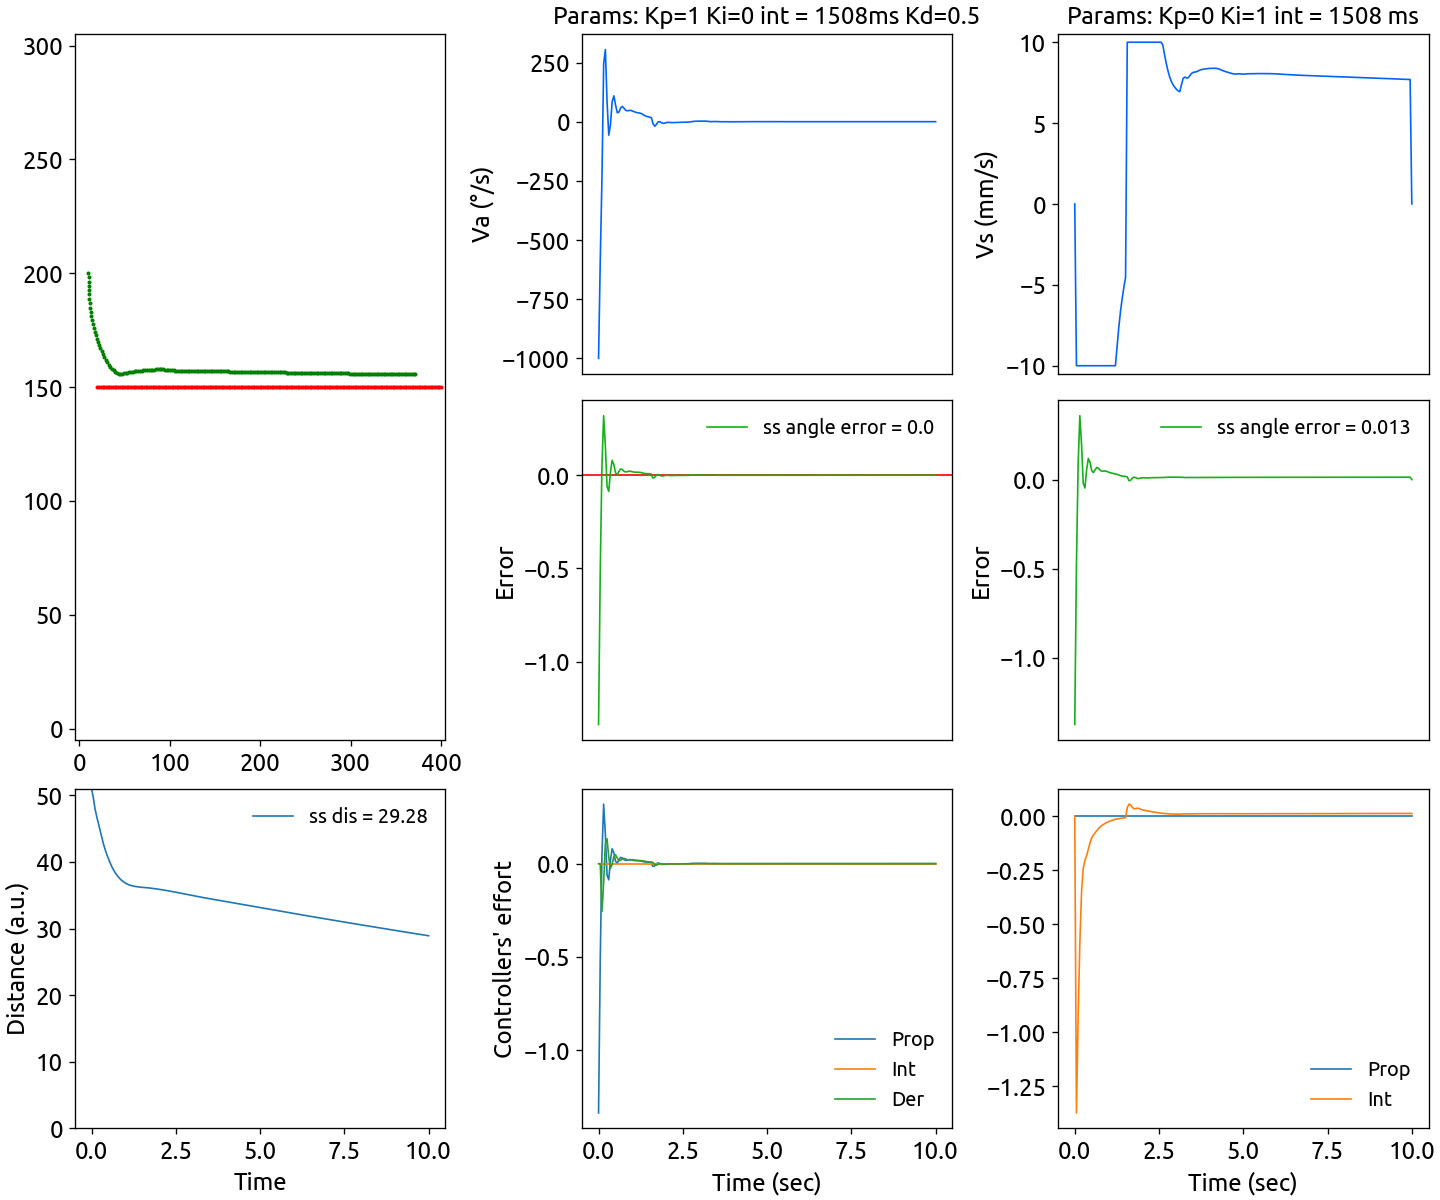 300
250
200
150
100
50
0
0 100 200 300 400
Params: Kp=1 Ki=0 int = 1508ms Kd=0.5
250
0
−250
−500
−750
−1000
Va (°/s)
Params: Kp=0 Ki=1 int = 1508 ms
10
5
0
−5
−10
Vs (mm/s)
ss angle error = 0.0
0.0
−0.5
−1.0
Error
ss angle error = 0.013
0.0
−0.5
−1.0
Error
ss dis = 29.28
50
40
30
20
10
0
Distance (a.u.)
0.0 2.5 5.0 7.5 10.0
Time
0.0
−0.5
−1.0
Controllers' effort
Prop
Int
Der
0.0 2.5 5.0 7.5 10.0
Time (sec)
0.00
−0.25
−0.50
−0.75
−1.00
−1.25
Prop
Int
0.0 2.5 5.0 7.5 10.0
Time (sec)